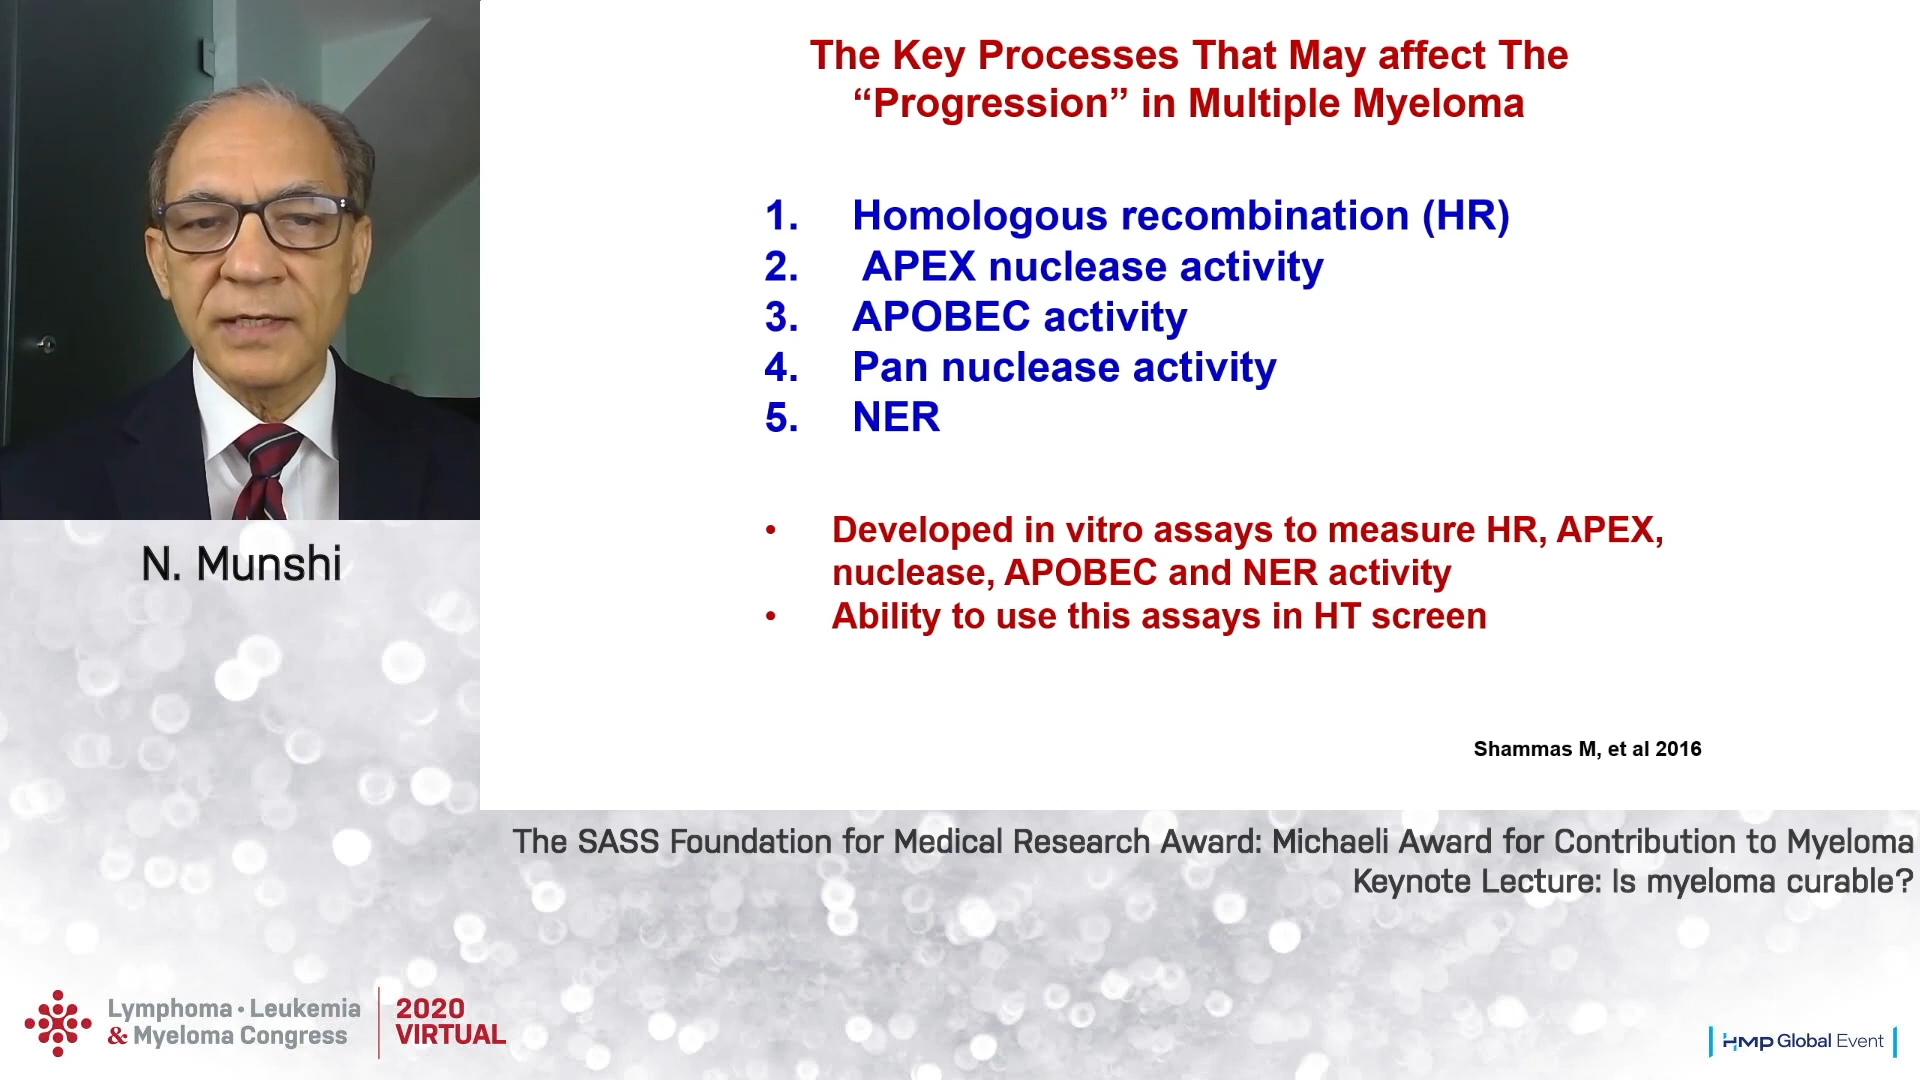 The Key Processes That May affect The
“Progression” in Multiple Myeloma
1. Homologous recombination (HR)
2. APEX nuclease activity
3. APOBEC activity
4. Pan nuclease activity
5. NER
• Developed in vitro assays to measure HR, APEX,
nuclease, APOBEC and NER activity
• Ability to use this assays in HT screen
Shammas M, et al 2016
N. Munshi
The SASS Foundation for Medical Research Award: Michaeli Award for Contribution to Myeloma
Keynote Lecture: Is myeloma curable?
Lymphoma • Leukemia
& Myeloma Congress
2020
VIRTUAL
HMP Global Event